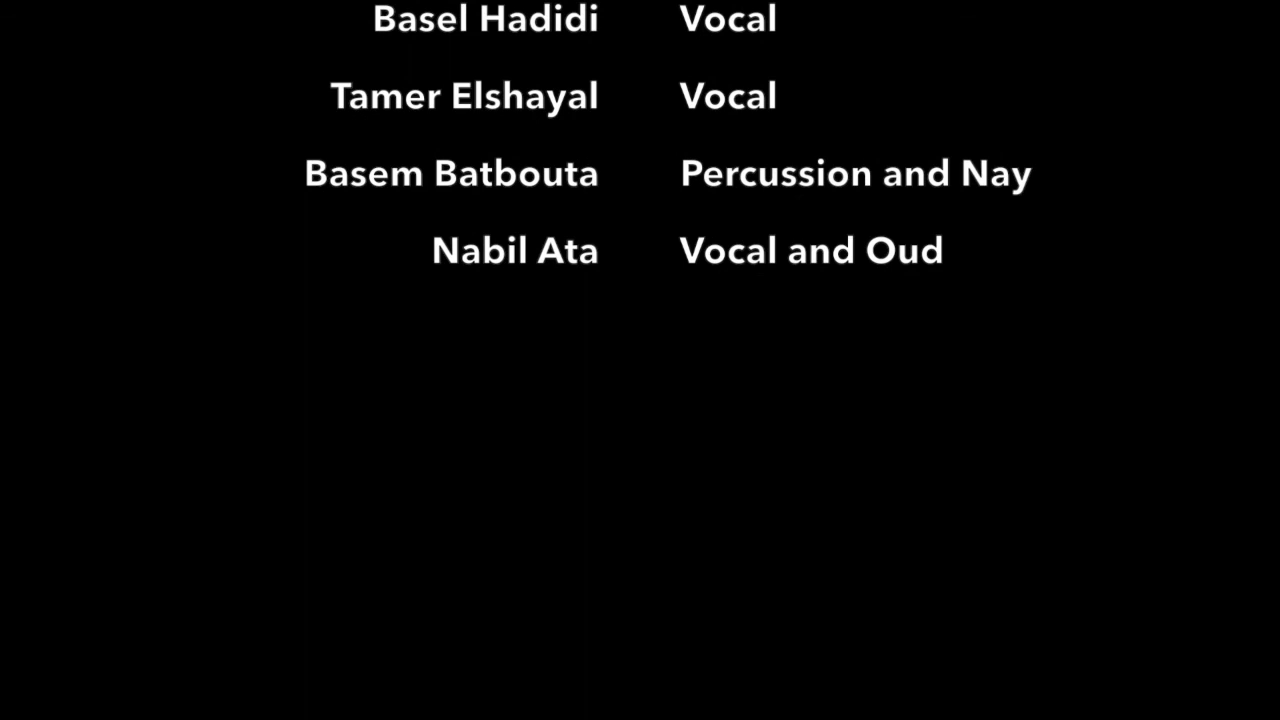 Basel Hadidi Vocal
Tamer Elshayal Vocal
Basem Batbouta Percussion and Nay
Nabil Ata Vocal and Oud